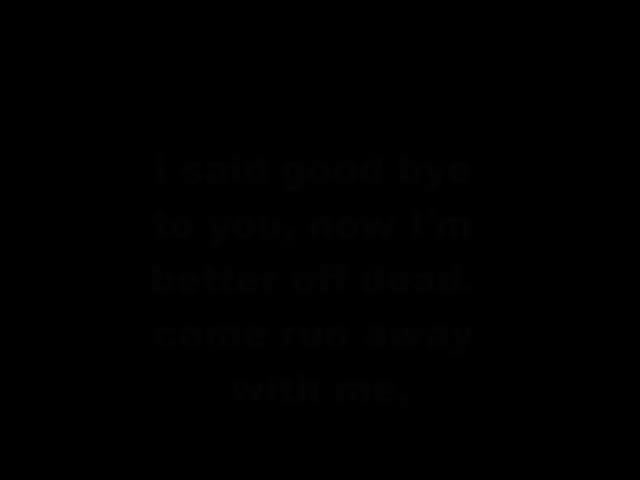 I said good bye
to you, now I'm
better off dead.
come run away
with me,